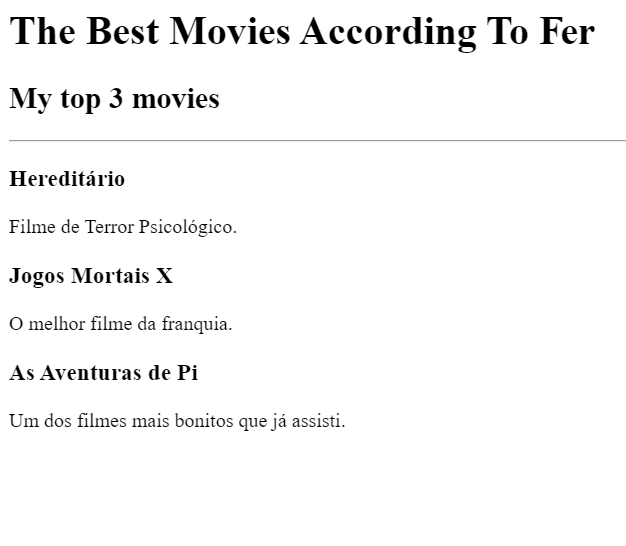 The Best Movies According To Fer
My top 3 movies
Hereditário
Filme de Terror Psicológico.
Jogos Mortais X
O melhor filme da franquia.
As Aventuras de Pi
Um dos filmes mais bonitos que já assisti.